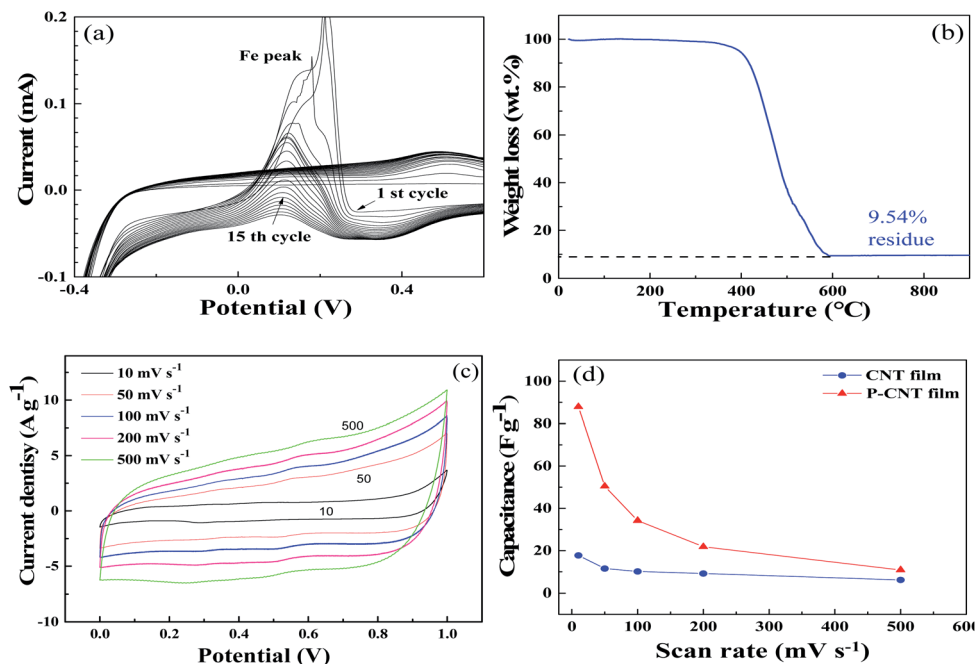 (a)
0.2
0.1
0.0
-0.1
Current (mA)
Fe peak
1 st cycle
15 th cycle
-0.4
0.0
0.4
Potential (V)
(b)
100
80
60
40
20
0
Weight loss (wt.%)
9.54%
residue
0
200
400
600
800
Temperature (°C)
(c)
10 mV s⁻¹
50 mV s⁻¹
100 mV s⁻¹
200 mV s⁻¹
500 mV s⁻¹
500
50
10
10
5
0
-5
-10
Current dentisy (A g⁻¹)
0.0
0.2
0.4
0.6
0.8
1.0
Potential (V)
(d)
CNT film
P-CNT film
100
80
60
40
20
0
Capacitance (F g⁻¹)
0
100
200
300
400
500
Scan rate (mV s⁻¹)